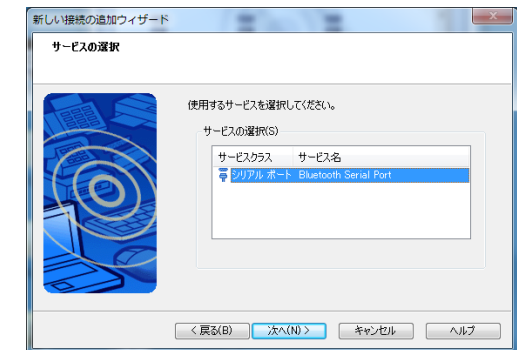 新しい接続の追加ウィザード
サービスの選択
使用するサービスを選択してください。
サービスの選択(S)
サービスクラス サービス名
シリアル ポート Bluetooth Serial Port
< 戻る(B) 次へ(N) > キャンセル ヘルプ